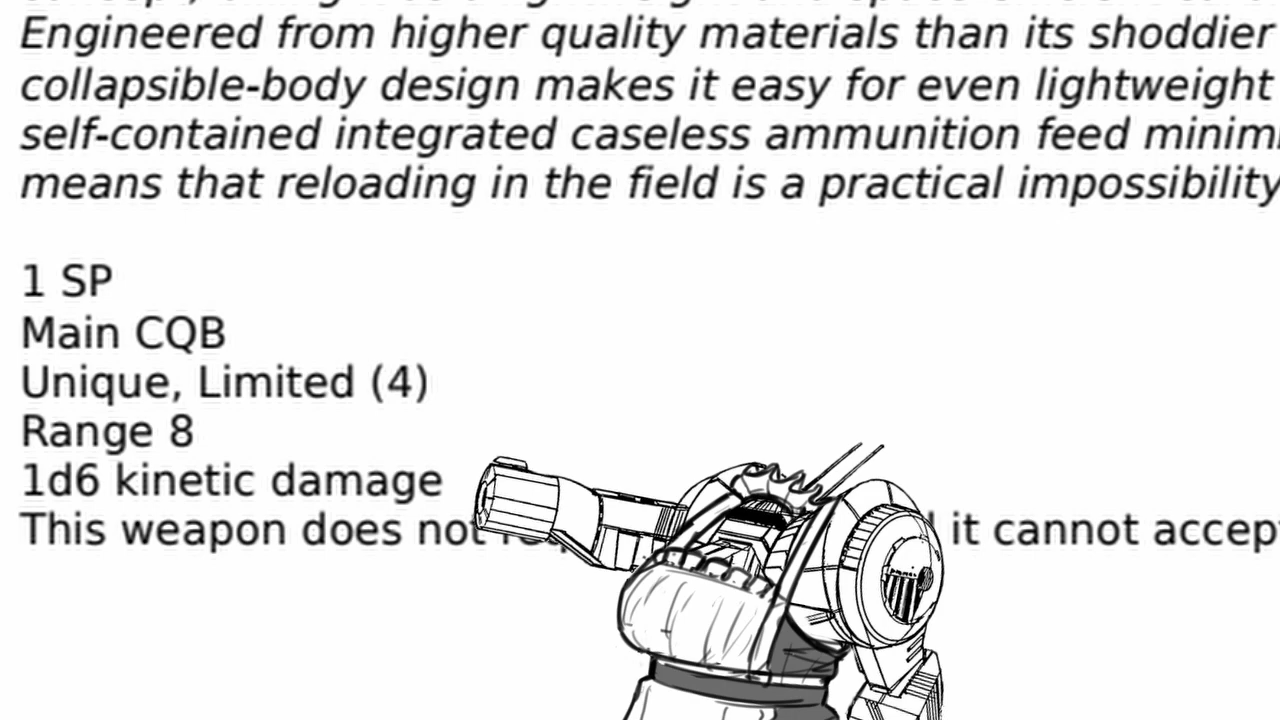 Engineered from higher quality materials than its shoddier
collapsible-body design makes it easy for even lightweight
self-contained integrated caseless ammunition feed minim
means that reloading in the field is a practical impossibility
1 SP
Main CQB
Unique, Limited (4)
Range 8
1d6 kinetic damage
This weapon does not it cannot accep